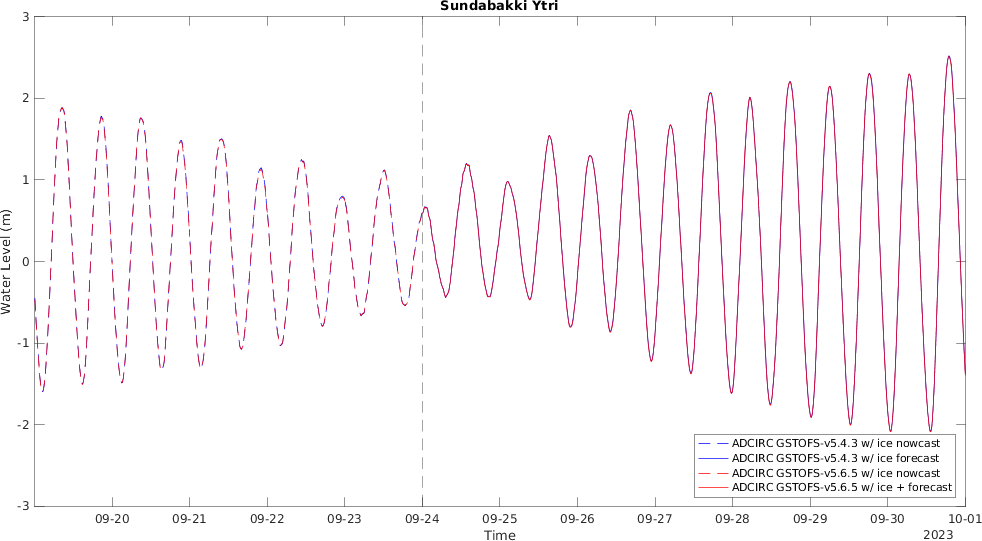 Sundabakki Ytri
3
2
1
0
-1
-2
-3
Water Level (m)
ADCIRC GSTOFS-v5.4.3 w/ ice nowcast
ADCIRC GSTOFS-v5.4.3 w/ ice forecast
ADCIRC GSTOFS-v5.6.5 w/ ice nowcast
ADCIRC GSTOFS-v5.6.5 w/ ice + forecast
09-20 09-21 09-22 09-23 09-24 09-25 09-26 09-27 09-28 09-29 09-30 10-01
Time
2023